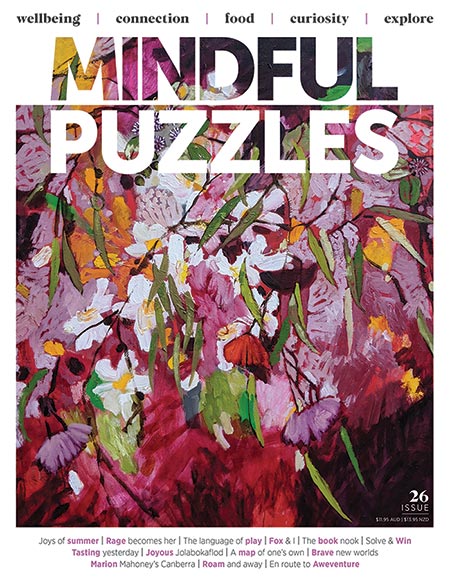 wellbeing | connection | food | curiosity | explore
MINDFUL
PUZZLES
26
ISSUE
$11.95 AUD | $13.95 NZD
Joys of summer | Rage becomes her | The language of play | Fox & I | The book nook | Solve & Win
Tasting yesterday | Joyous Jolabokaflod | A map of one's own | Brave new worlds
Marion Mahoney's Canberra | Roam and away | En route to Aweventure